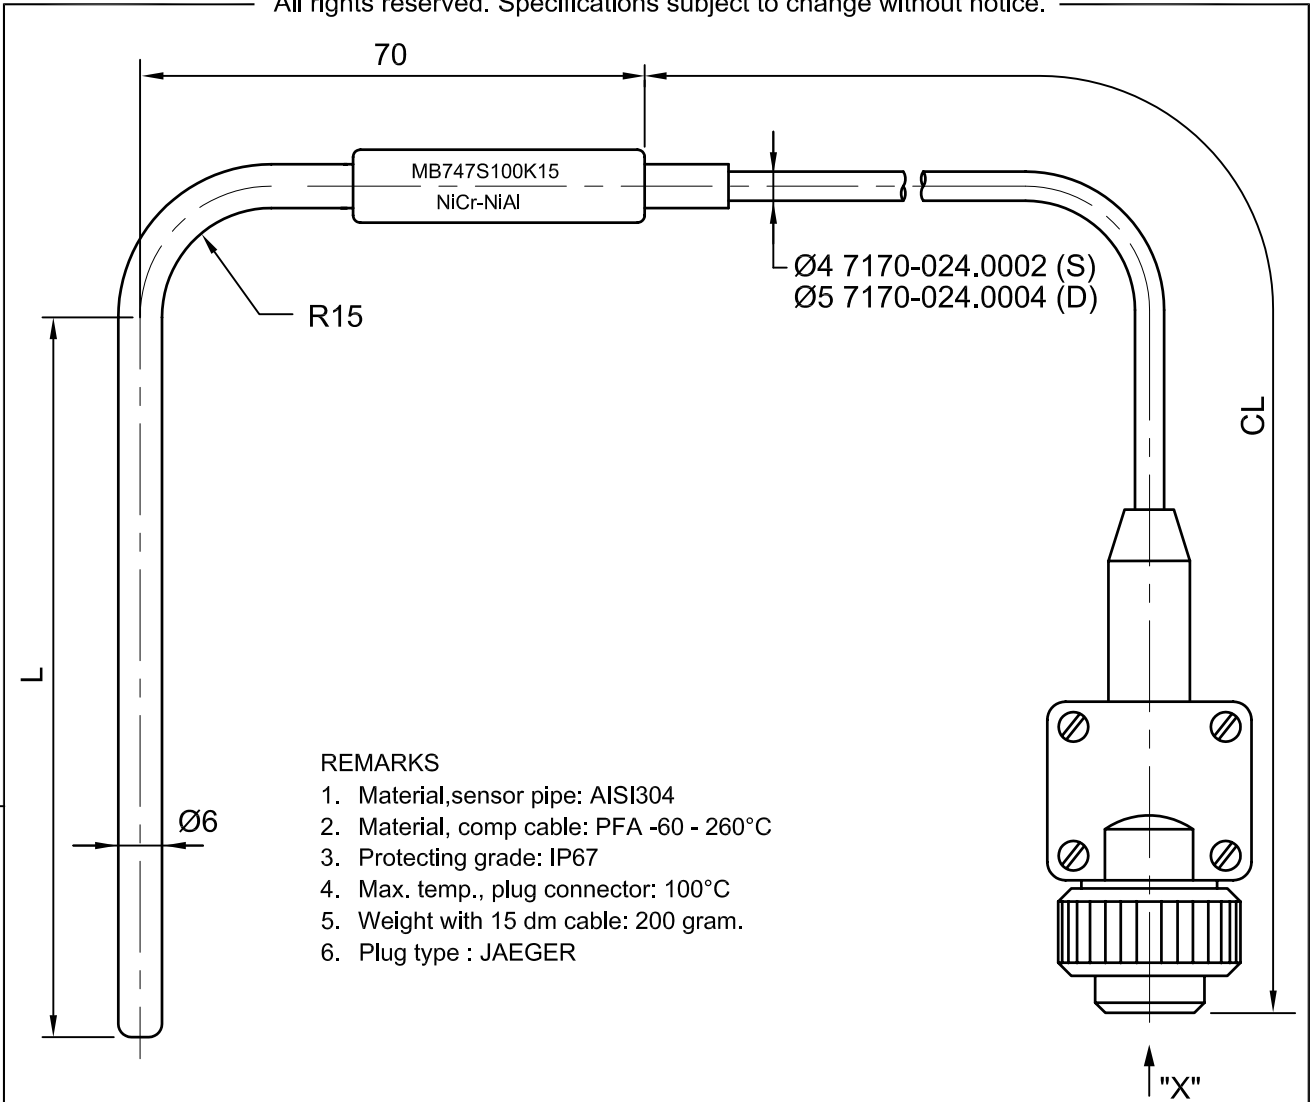 All rights reserved. Specifications subject to change without notice.
70
MB747S100K15
NiCr-NiAl
Ø4 7170-024.0002 (S)
Ø5 7170-024.0004 (D)
R15
CL
L
Ø6
REMARKS
1. Material,sensor pipe: AISI304
2. Material, comp cable: PFA -60 - 260°C
3. Protecting grade: IP67
4. Max. temp., plug connector: 100°C
5. Weight with 15 dm cable: 200 gram.
6. Plug type : JAEGER
"X"